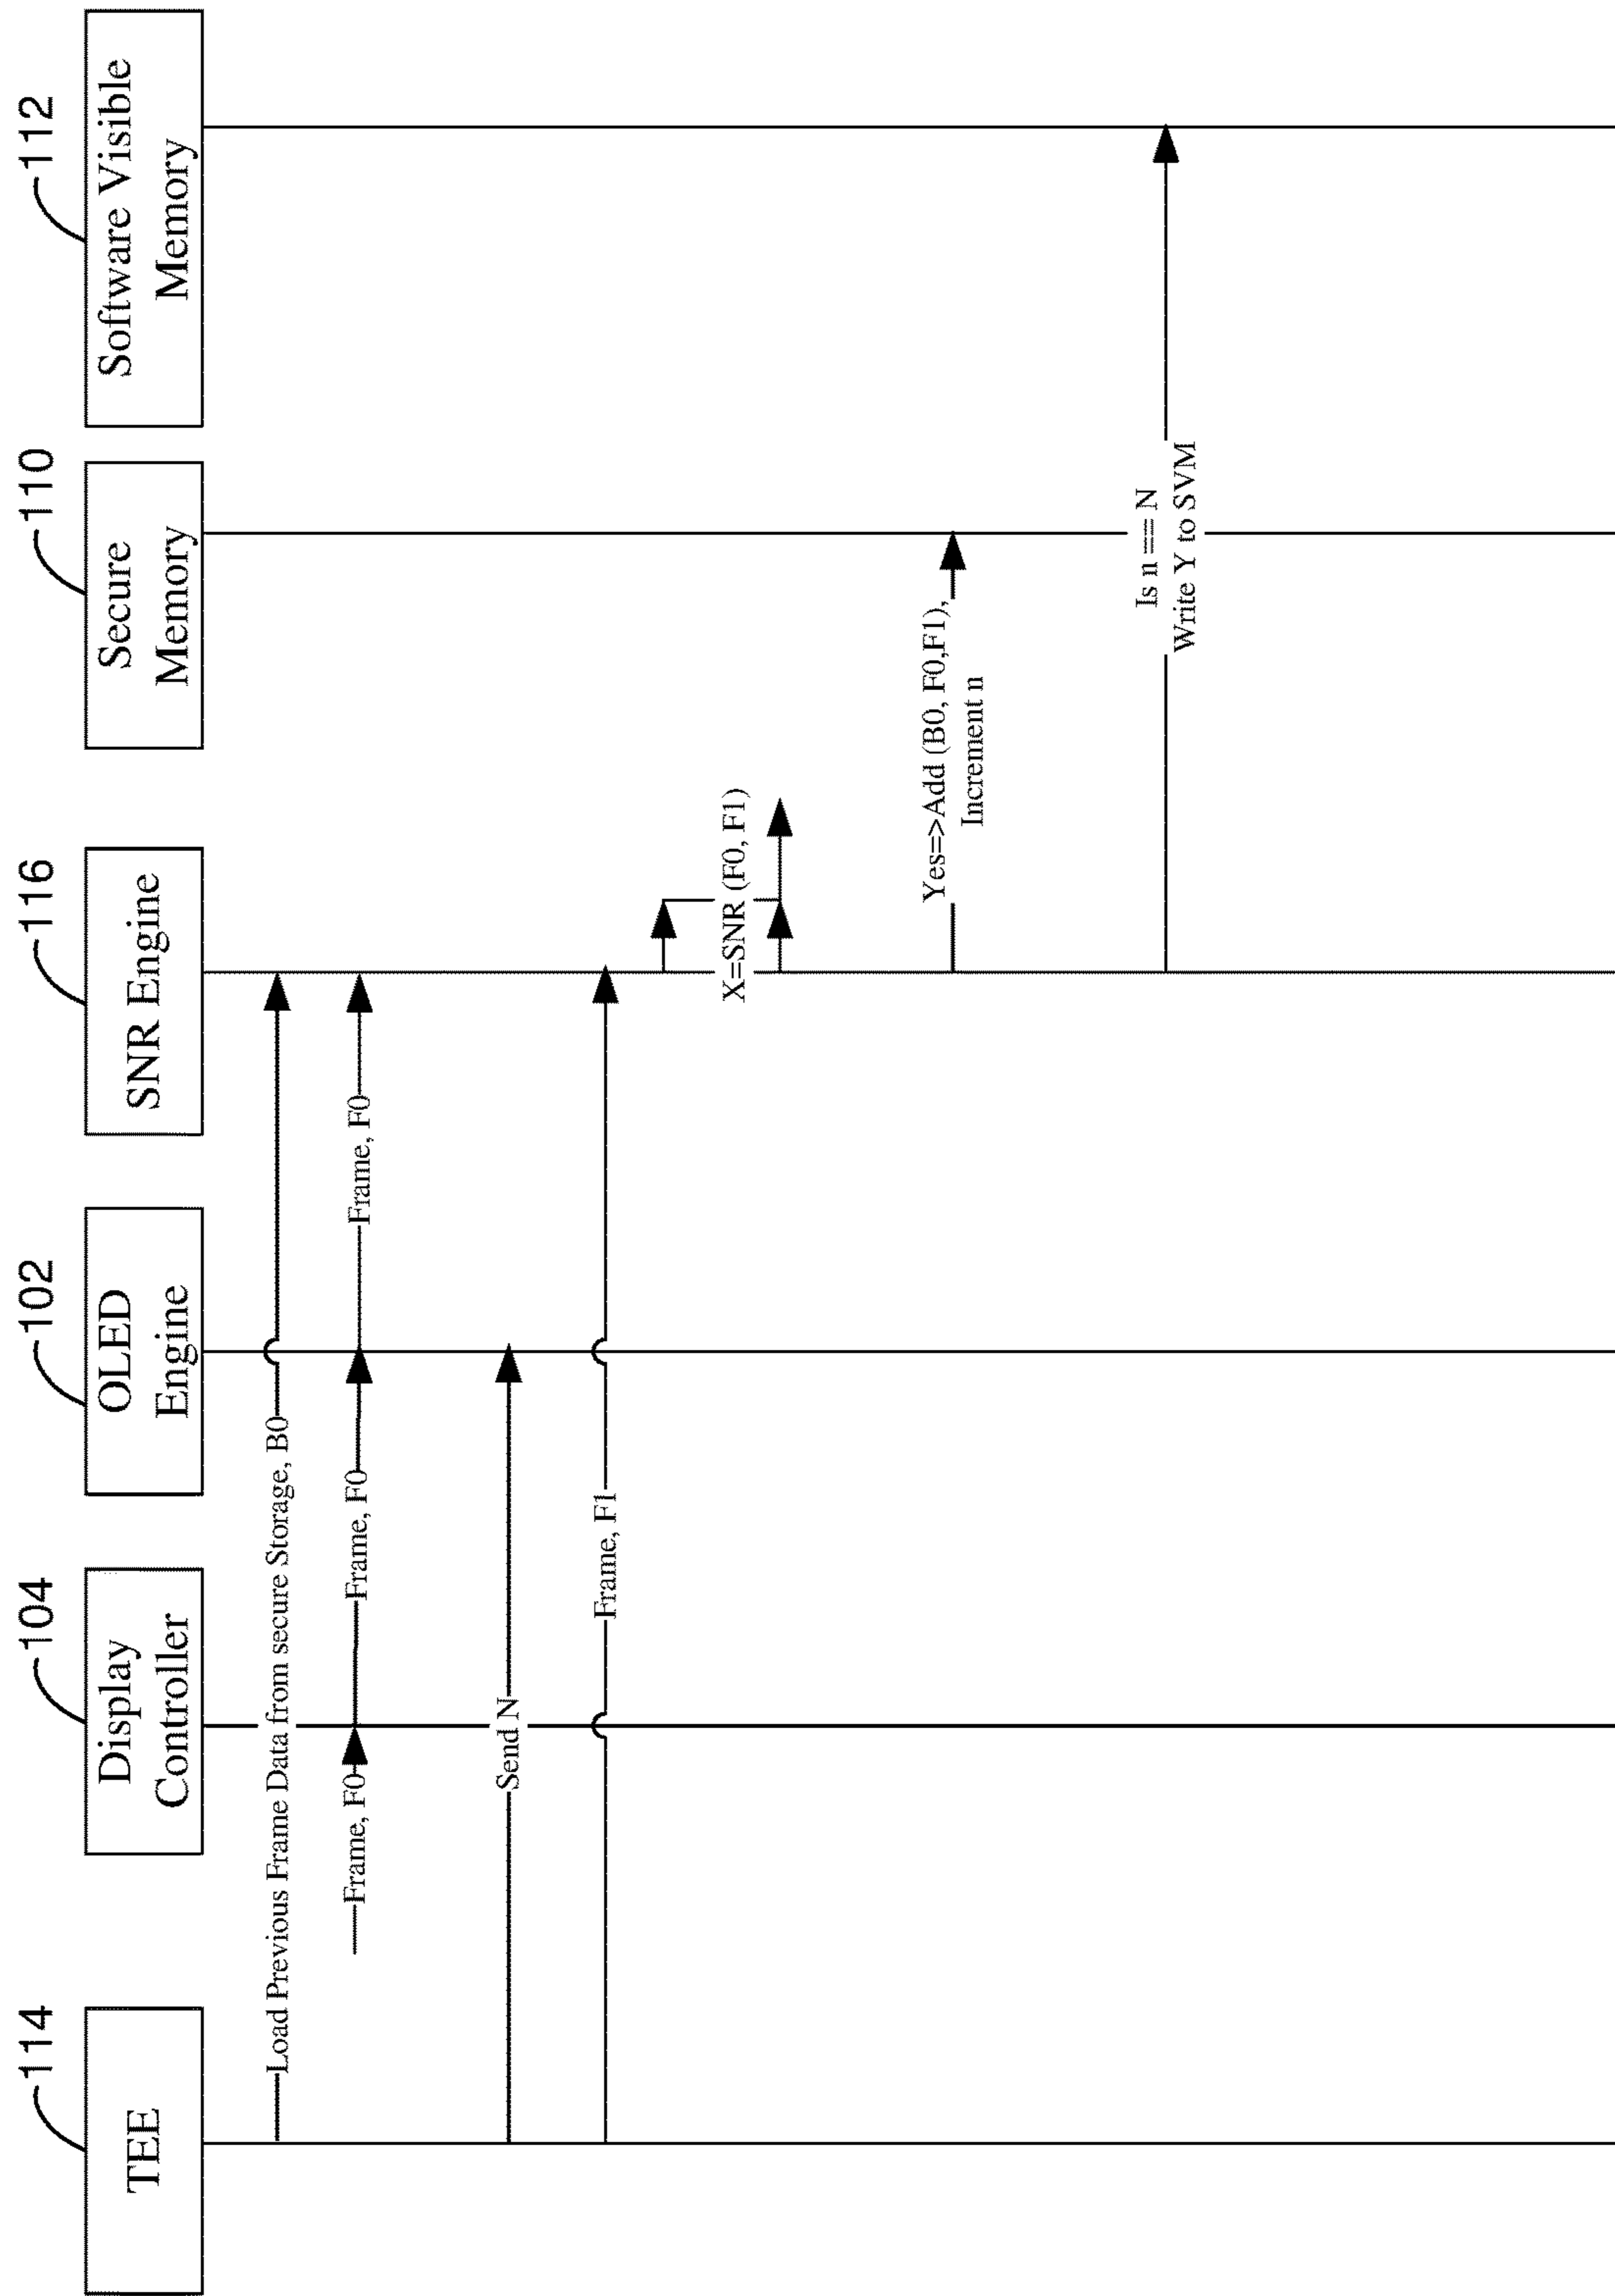 114
TEE
104
Display
Controller
102
OLED
Engine
116
SNR Engine
110
Secure
Memory
112
Software Visible
Memory
Load Previous Frame Data from secure Storage, B0
Frame, F0
Frame, F0
Frame, F0
Send N
Frame, F1
X=SNR (F0, F1)
Yes=>Add (B0, F0,F1),
Increment n
Is n == N
Write Y to SVM